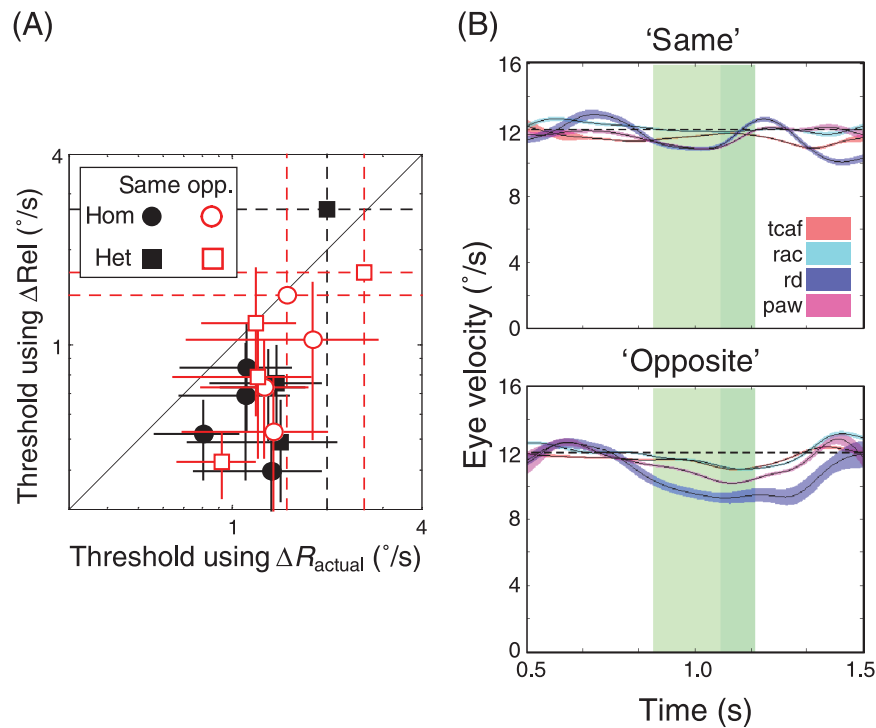 (A)
4
Same opp.
Hom
Het
1
1
4
Threshold using ΔRel (°/s)
Threshold using ΔRactual (°/s)
(B)
'Same'
16
12
8
4
0
tcaf
rac
rd
paw
Eye velocity (°/s)
'Opposite'
16
12
8
4
0
0.5
1.0
1.5
Time (s)